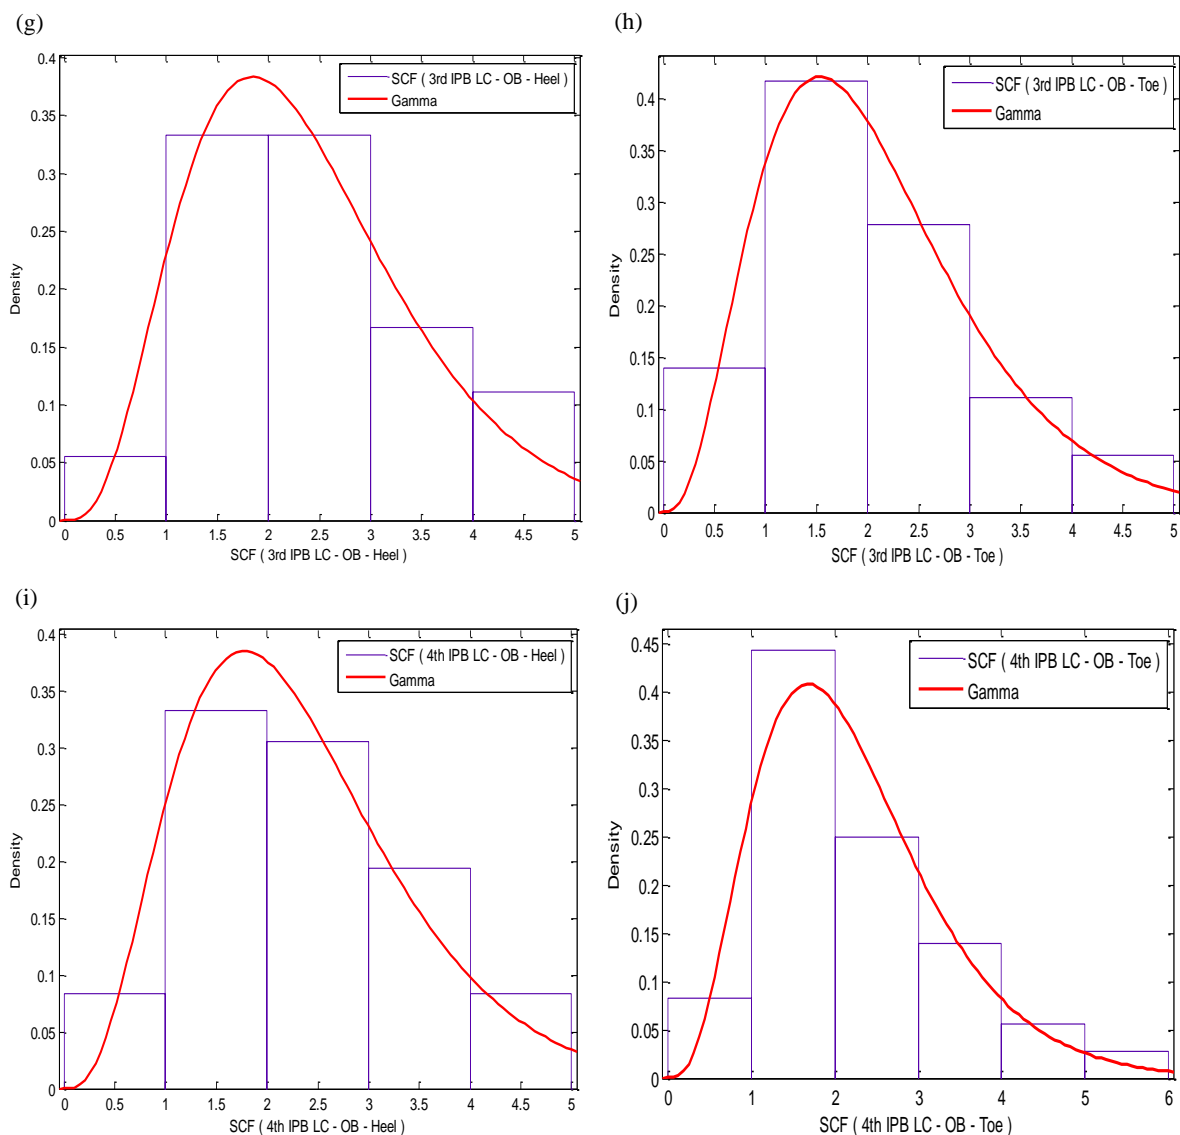 (g)
0.4
0.35
0.3
0.25
0.2
0.15
0.1
0.05
0
Density
SCF ( 3rd IPB LC - OB - Heel )
Gamma
0 0.5 1 1.5 2 2.5 3 3.5 4 4.5 5
SCF ( 3rd IPB LC - OB - Heel )
(h)
0.4
0.35
0.3
0.25
0.2
0.15
0.1
0.05
0
Density
SCF ( 3rd IPB LC - OB - Toe )
Gamma
0 0.5 1 1.5 2 2.5 3 3.5 4 4.5 5
SCF ( 3rd IPB LC - OB - Toe )
(i)
0.4
0.35
0.3
0.25
0.2
0.15
0.1
0.05
0
Density
SCF ( 4th IPB LC - OB - Heel )
Gamma
0 0.5 1 1.5 2 2.5 3 3.5 4 4.5 5
SCF ( 4th IPB LC - OB - Heel )
(j)
0.45
0.4
0.35
0.3
0.25
0.2
0.15
0.1
0.05
0
Density
SCF ( 4th IPB LC - OB - Toe )
Gamma
0 1 2 3 4 5 6
SCF ( 4th IPB LC - OB - Toe )